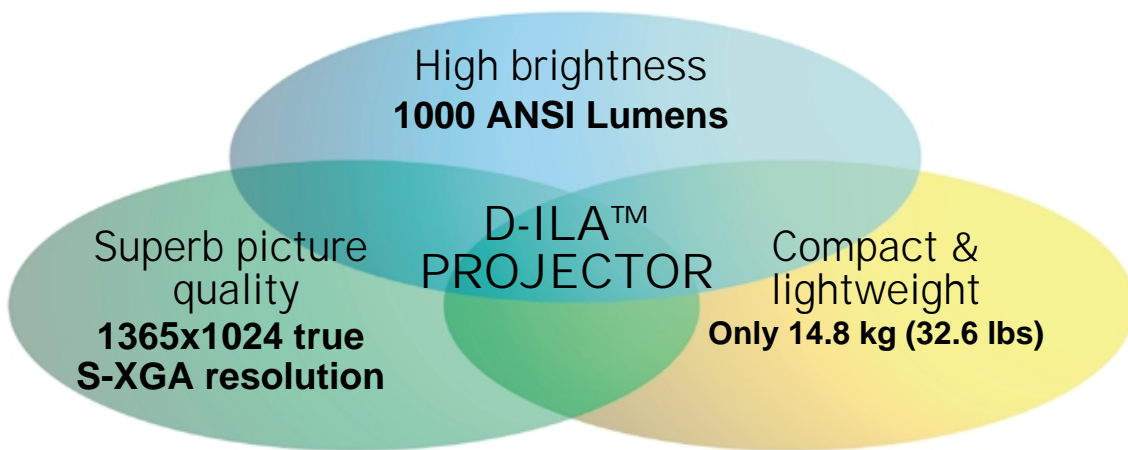 High brightness
1000 ANSI Lumens
D-ILA™
PROJECTOR
Superb picture
quality
1365x1024 true
S-XGA resolution
Compact &
lightweight
Only 14.8 kg (32.6 lbs)